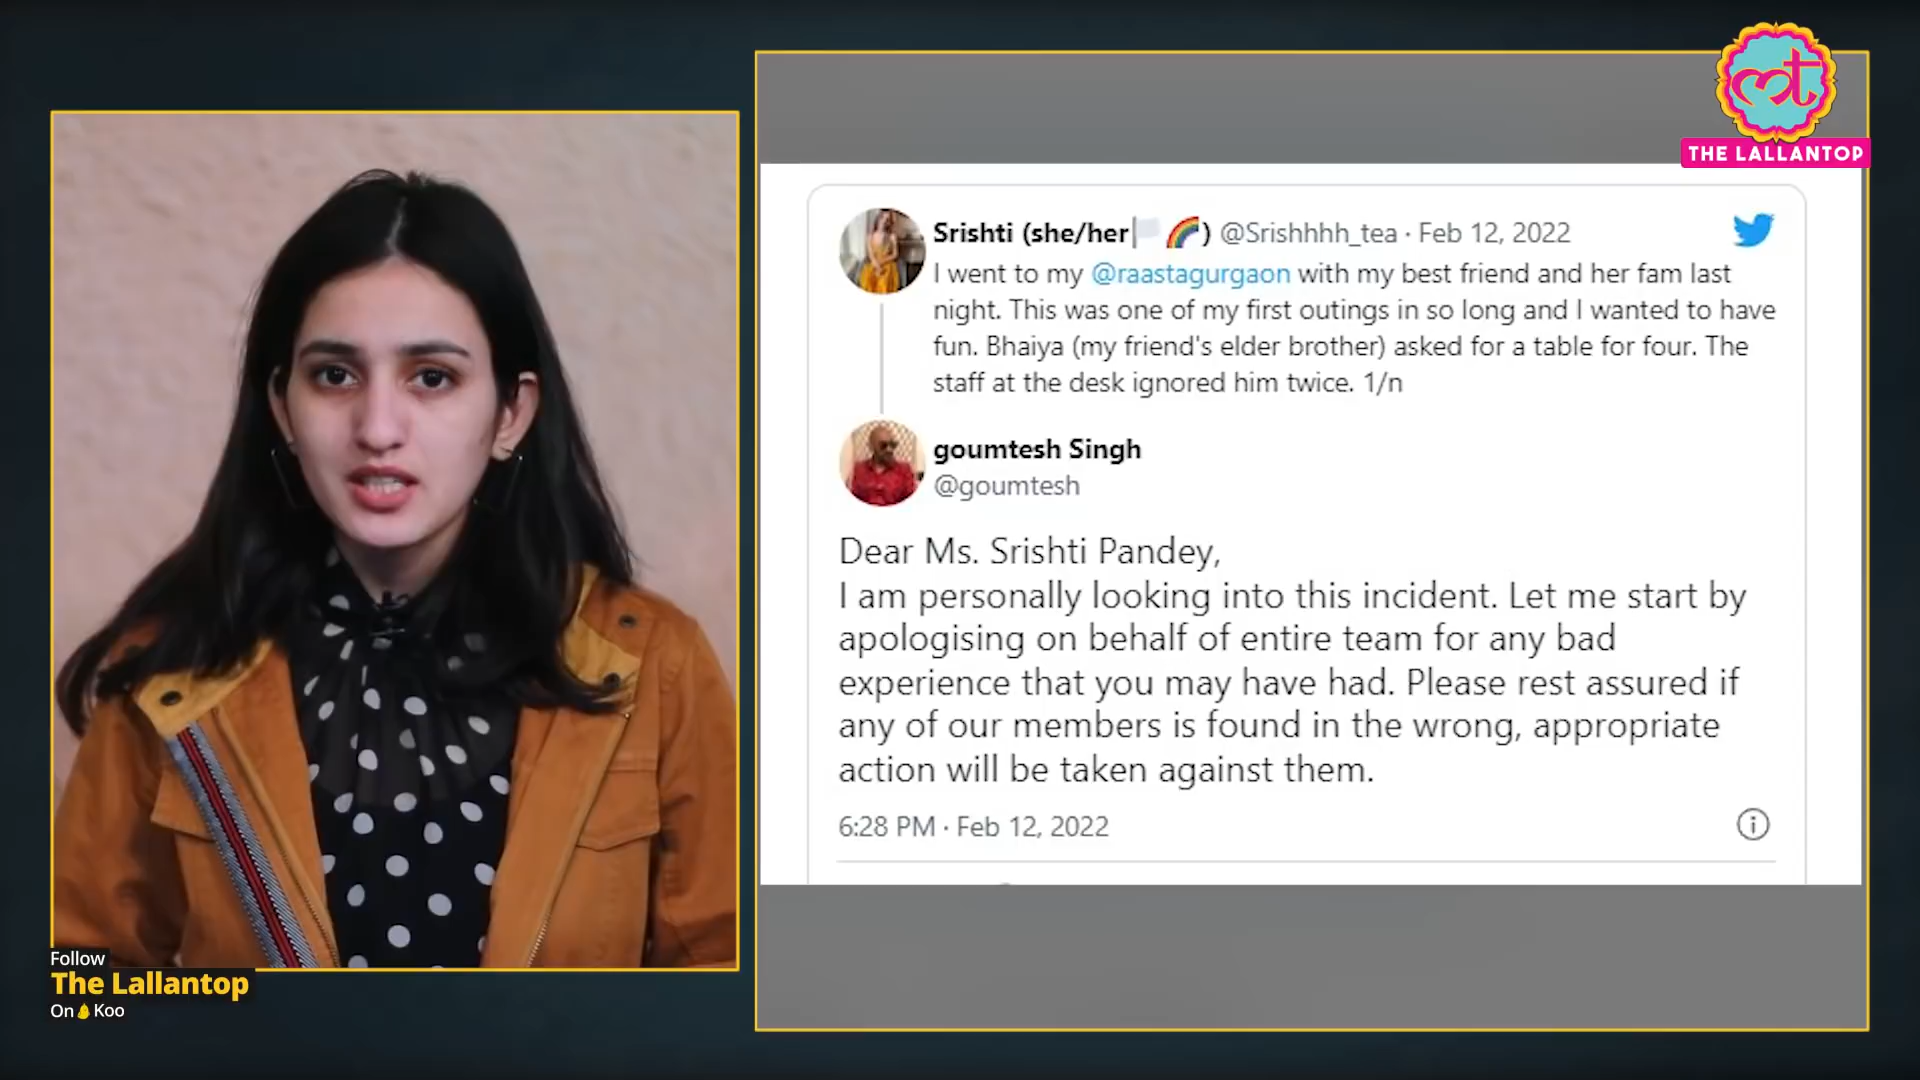 THE LALLANTOP
Srishti (she/her) @Srishhhh_tea · Feb 12, 2022
I went to my @raastagurgaon with my best friend and her fam last
night. This was one of my first outings in so long and I wanted to have
fun. Bhaiya (my friend's elder brother) asked for a table for four. The
staff at the desk ignored him twice. 1/n
goumtesh Singh
@goumtesh
Dear Ms. Srishti Pandey,
I am personally looking into this incident. Let me start by
apologising on behalf of entire team for any bad
experience that you may have had. Please rest assured if
any of our members is found in the wrong, appropriate
action will be taken against them.
6:28 PM · Feb 12, 2022
Follow
The Lallantop
On Koo